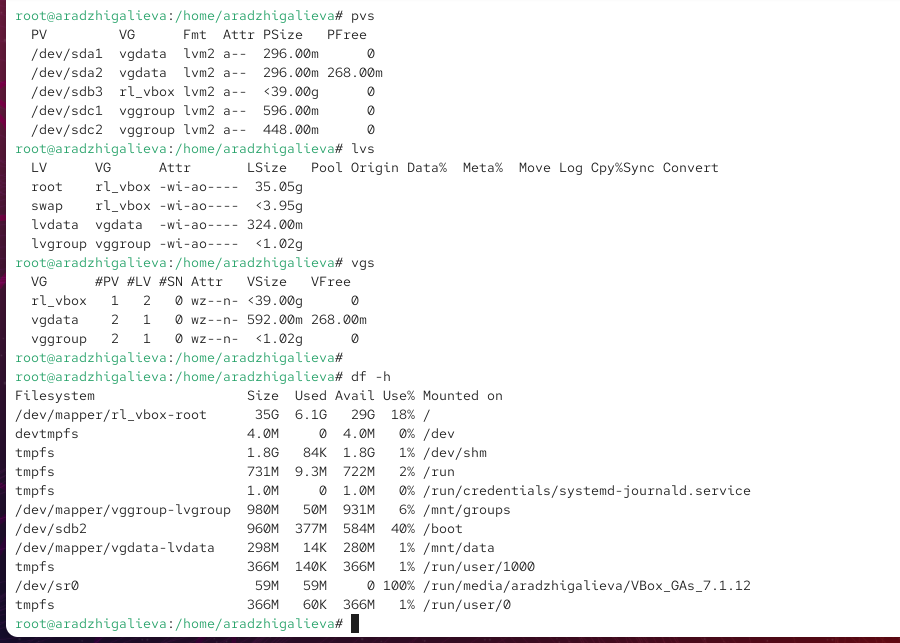 root@aradzhigalieva:/home/aradzhigalieva# pvs
  PV         VG      Fmt  Attr PSize   PFree
  /dev/sda1  vgdata  lvm2 a--  296.00m      0
  /dev/sda2  vgdata  lvm2 a--  296.00m 268.00m
  /dev/sdb3  rl_vbox lvm2 a--  <39.00g      0
  /dev/sdc1  vggroup lvm2 a--  596.00m      0
  /dev/sdc2  vggroup lvm2 a--  448.00m      0
root@aradzhigalieva:/home/aradzhigalieva# lvs
  LV      VG      Attr       LSize   Pool Origin Data%  Meta%  Move Log Cpy%Sync Convert
  root    rl_vbox -wi-ao----  35.05g
  swap    rl_vbox -wi-ao----  <3.95g
  lvdata  vgdata  -wi-ao---- 324.00m
  lvgroup vggroup -wi-ao----  <1.02g
root@aradzhigalieva:/home/aradzhigalieva# vgs
  VG      #PV #LV #SN Attr   VSize   VFree
  rl_vbox   1   2   0 wz--n- <39.00g      0
  vgdata    2   1   0 wz--n- 592.00m 268.00m
  vggroup   2   1   0 wz--n-  <1.02g      0
root@aradzhigalieva:/home/aradzhigalieva#
root@aradzhigalieva:/home/aradzhigalieva# df -h
Filesystem                   Size  Used Avail Use% Mounted on
/dev/mapper/rl_vbox-root      35G  6.1G   29G  18% /
devtmpfs                     4.0M     0  4.0M   0% /dev
tmpfs                        1.8G   84K  1.8G   1% /dev/shm
tmpfs                        731M  9.3M  722M   2% /run
tmpfs                        1.0M     0  1.0M   0% /run/credentials/systemd-journald.service
/dev/mapper/vggroup-lvgroup  980M   50M  931M   6% /mnt/groups
/dev/sdb2                    960M  377M  584M  40% /boot
/dev/mapper/vgdata-lvdata    298M   14K  280M   1% /mnt/data
tmpfs                        366M  140K  366M   1% /run/user/1000
/dev/sr0                      59M   59M     0 100% /run/media/aradzhigalieva/VBox_GAs_7.1.12
tmpfs                        366M   60K  366M   1% /run/user/0
root@aradzhigalieva:/home/aradzhigalieva#